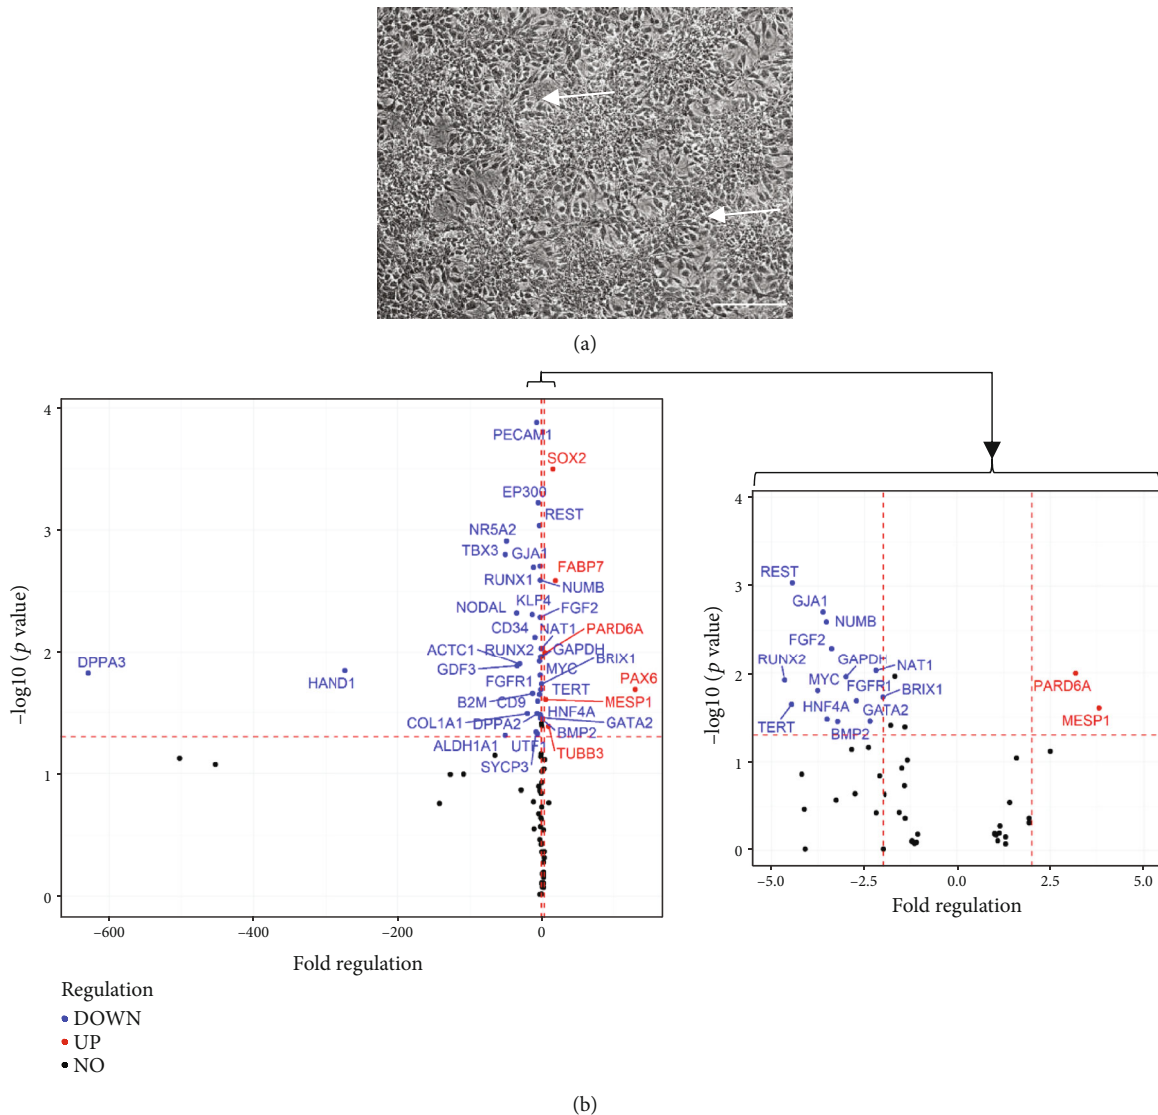 (a)
4
3
2
1
0
−log10 (p value)
PECAM1
SOX2
EP300
REST
NR5A2
TBX3
GJA1
FABP7
RUNX1
NUMB
NODAL
KLF4
FGF2
CD34
NAT1
PARD6A
ACTC1
RUNX2
GAPDH
GDF3
BRIX1
MYC
DPPA3
HAND1
FGFR1
PAX6
TERT
B2M
CD9
MESP1
HNF4A
COL1A1
DPPA2
GATA2
BMP2
ALDH1A1
UTF1
TUBB3
SYCP3
−600
−400
−200
0
Fold regulation
4
3
2
1
0
−log10 (p value)
REST
GJA1
NUMB
FGF2
RUNX2
GAPDH
NAT1
PARD6A
MYC
FGFR1
BRIX1
MESP1
HNF4A
GATA2
TERT
BMP2
−5.0
−2.5
0.0
2.5
5.0
Fold regulation
Regulation
DOWN
UP
NO
(b)